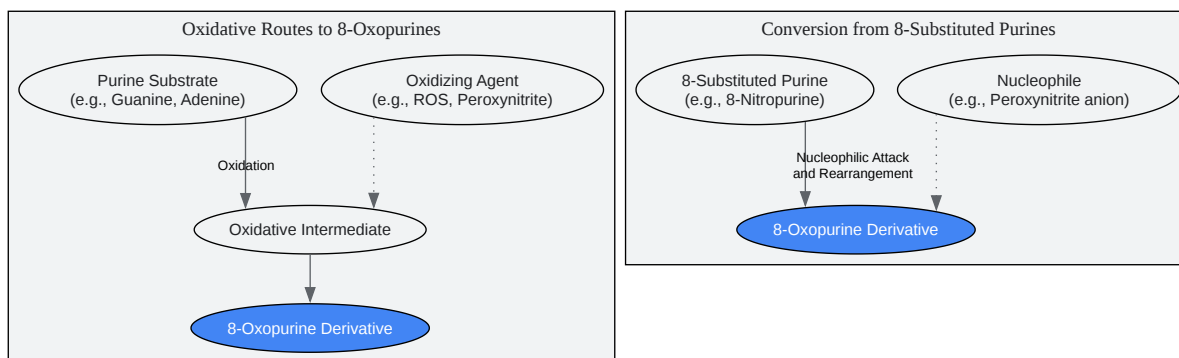 Oxidative Routes to 8-Oxopurines
Purine Substrate
(e.g., Guanine, Adenine)
Oxidizing Agent
(e.g., ROS, Peroxynitrite)
Oxidation
Oxidative Intermediate
8-Oxopurine Derivative
Conversion from 8-Substituted Purines
8-Substituted Purine
(e.g., 8-Nitropurine)
Nucleophile
(e.g., Peroxynitrite anion)
Nucleophilic Attack
and Rearrangement
8-Oxopurine Derivative